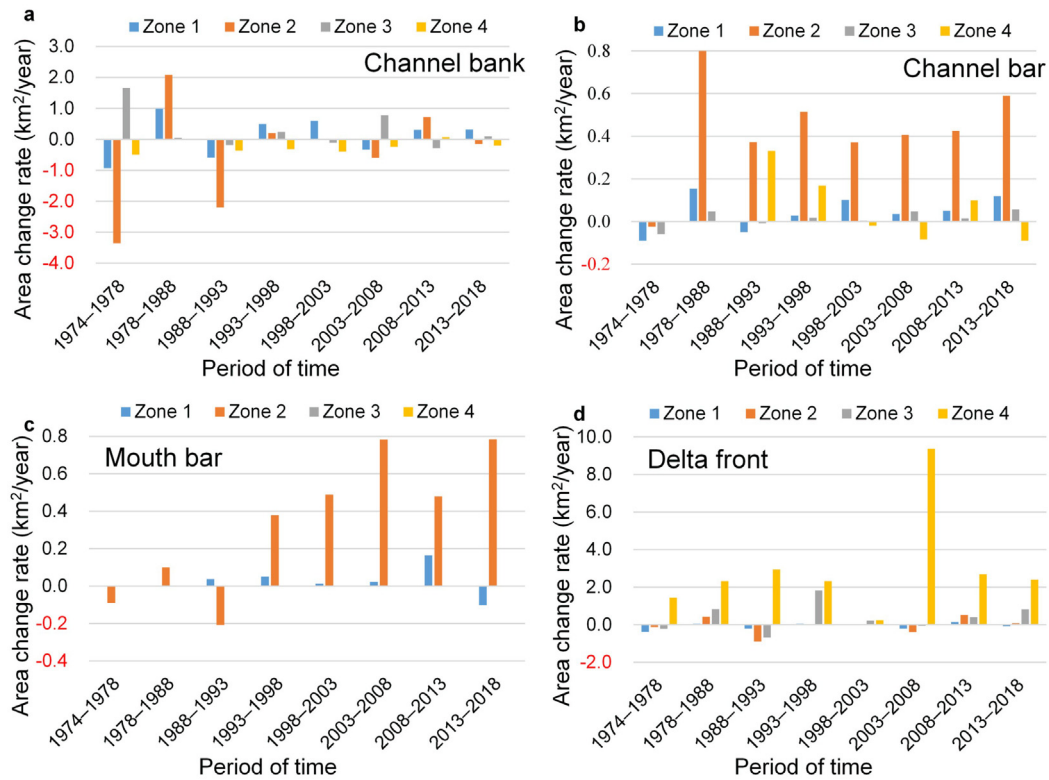 a
Zone 1 Zone 2 Zone 3 Zone 4
Channel bank
Area change rate (km²/year)
3.0
2.0
1.0
0.0
-1.0
-2.0
-3.0
-4.0
1974–1978 1978–1988 1988–1993 1993–1998 1998–2003 2003–2008 2008–2013 2013–2018
Period of time
b
Zone 1 Zone 2 Zone 3 Zone 4
Channel bar
Area change rate (km²/year)
0.8
0.6
0.4
0.2
0.0
-0.2
1974–1978 1978–1988 1988–1993 1993–1998 1998–2003 2003–2008 2008–2013 2013–2018
Period of time
c
Zone 1 Zone 2 Zone 3 Zone 4
Mouth bar
Area change rate (km²/year)
0.8
0.6
0.4
0.2
0.0
-0.2
-0.4
1974–1978 1978–1988 1988–1993 1993–1998 1998–2003 2003–2008 2008–2013 2013–2018
Period of time
d
Zone 1 Zone 2 Zone 3 Zone 4
Delta front
Area change rate (km²/year)
10.0
8.0
6.0
4.0
2.0
0.0
-2.0
1974–1978 1978–1988 1988–1993 1993–1998 1998–2003 2003–2008 2008–2013 2013–2018
Period of time